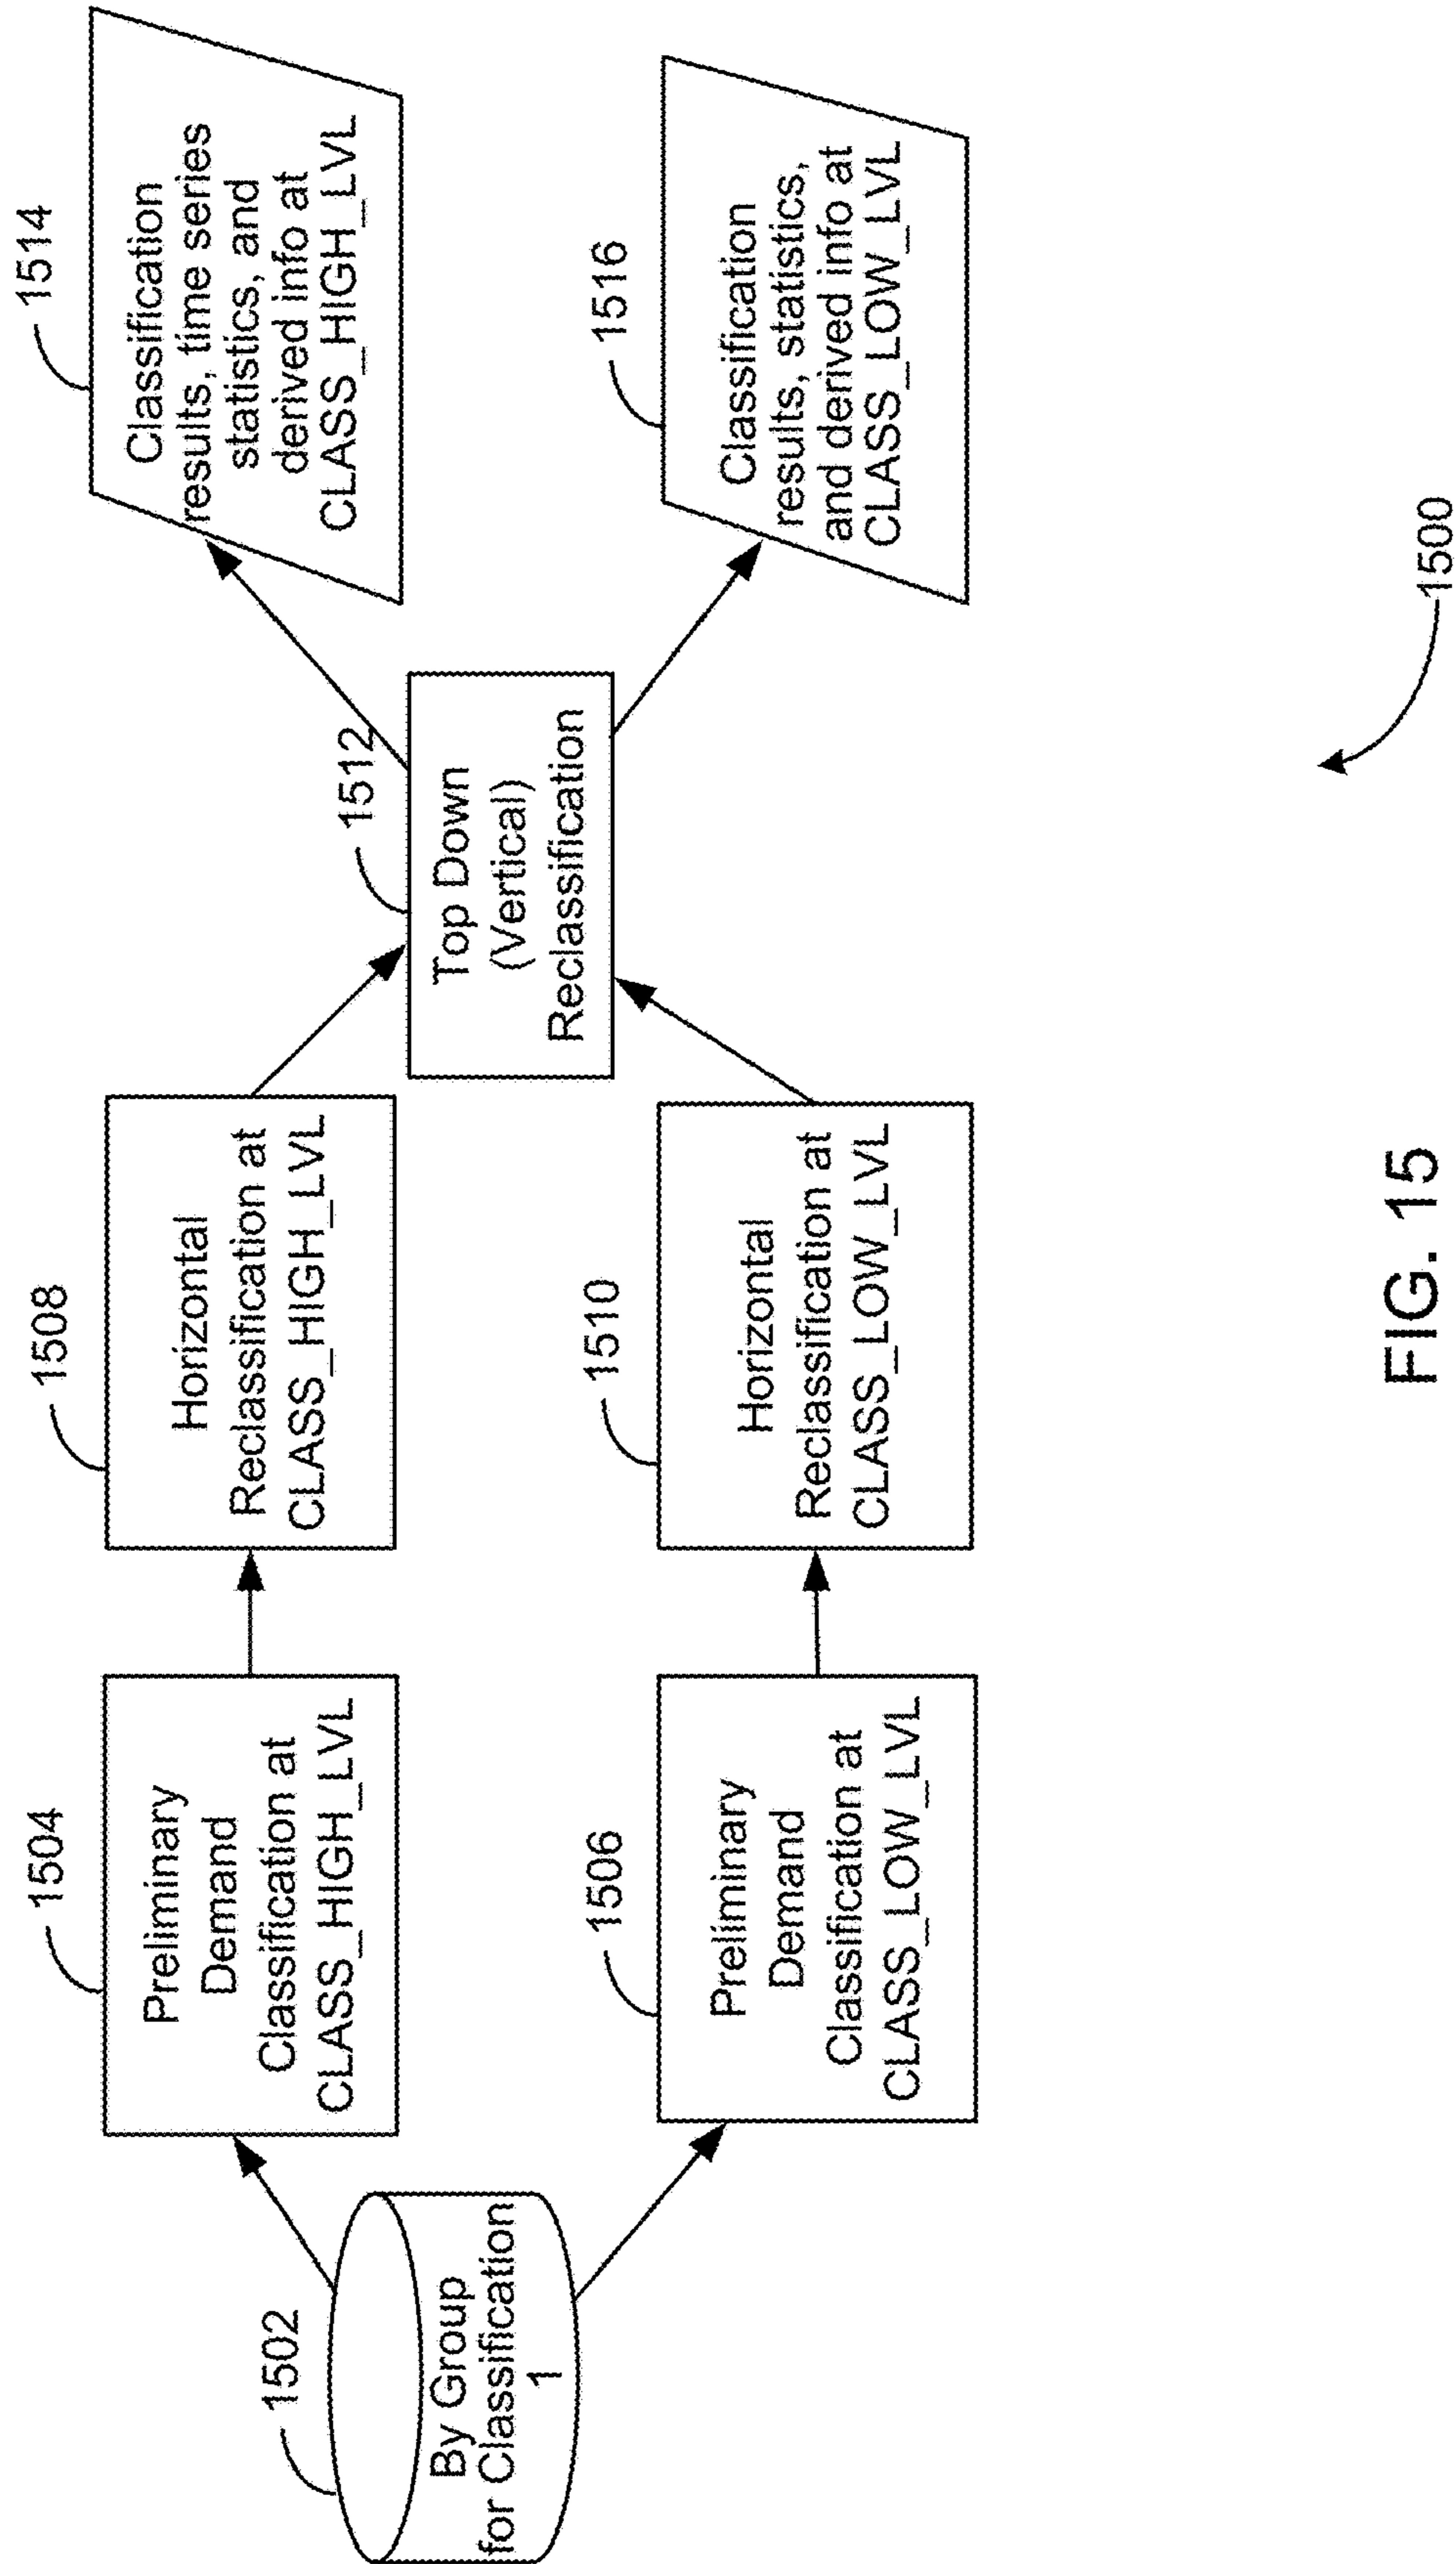 1502
By Group
for Classification
1
1504
Preliminary
Demand
Classification at
CLASS_HIGH_LVL
1506
Preliminary
Demand
Classification at
CLASS_LOW_LVL
1508
Horizontal
Reclassification at
CLASS_HIGH_LVL
1510
Horizontal
Reclassification at
CLASS_LOW_LVL
1512
Top Down
(Vertical)
Reclassification
1514
Classification
results, time series
statistics, and
derived info at
CLASS_HIGH_LVL
1516
Classification
results, statistics,
and derived info at
CLASS_LOW_LVL
1500
FIG. 15